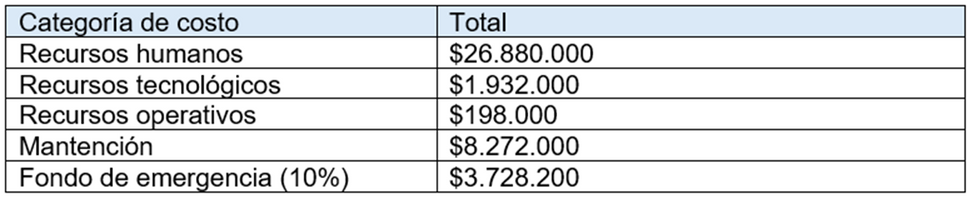 Categoría de costo Total
Recursos humanos $26.880.000
Recursos tecnológicos $1.932.000
Recursos operativos $198.000
Mantención $8.272.000
Fondo de emergencia (10%) $3.728.200